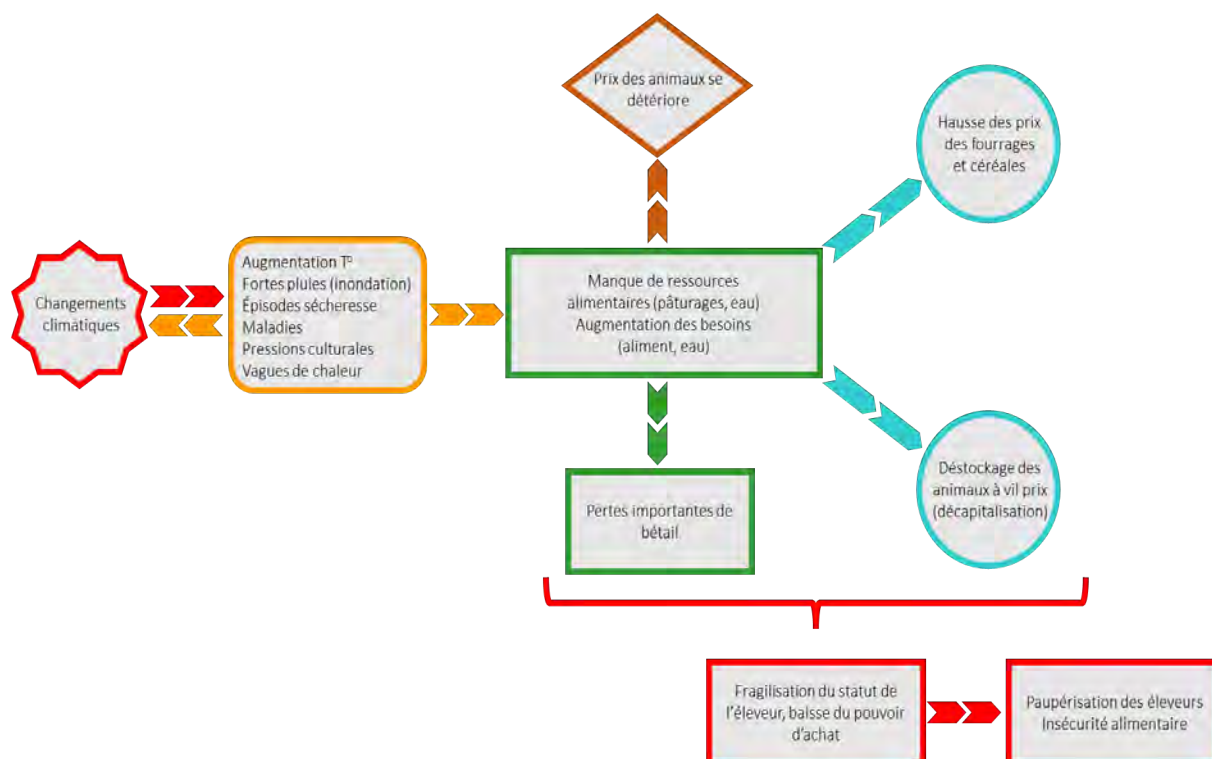 Prix des animaux se
détériore
Hausse des prix
des fourrages
et céréales
Changements
climatiques
Augmentation T°
Fortes pluies (inondation)
Épisodes sécheresse
Maladies
Pressions culturales
Vagues de chaleur
Manque de ressources
alimentaires (pâturages, eau)
Augmentation des besoins
(aliment, eau)
Pertes importantes de
bétail
Déstockage des
animaux à vil prix
(décapitalisation)
Fragilisation du statut de
l'éleveur, baisse du pouvoir
d'achat
Paupérisation des éleveurs
Insécurité alimentaire